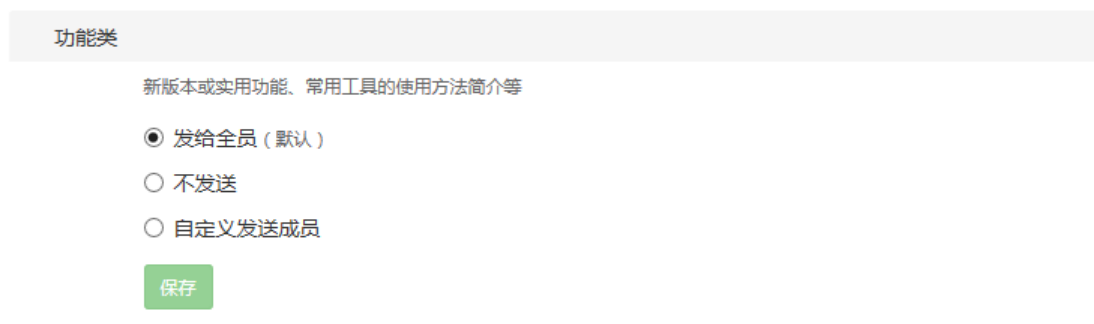 功能类
新版本或实用功能、常用工具的使用方法简介等
发给全员（默认）
不发送
自定义发送成员
保存